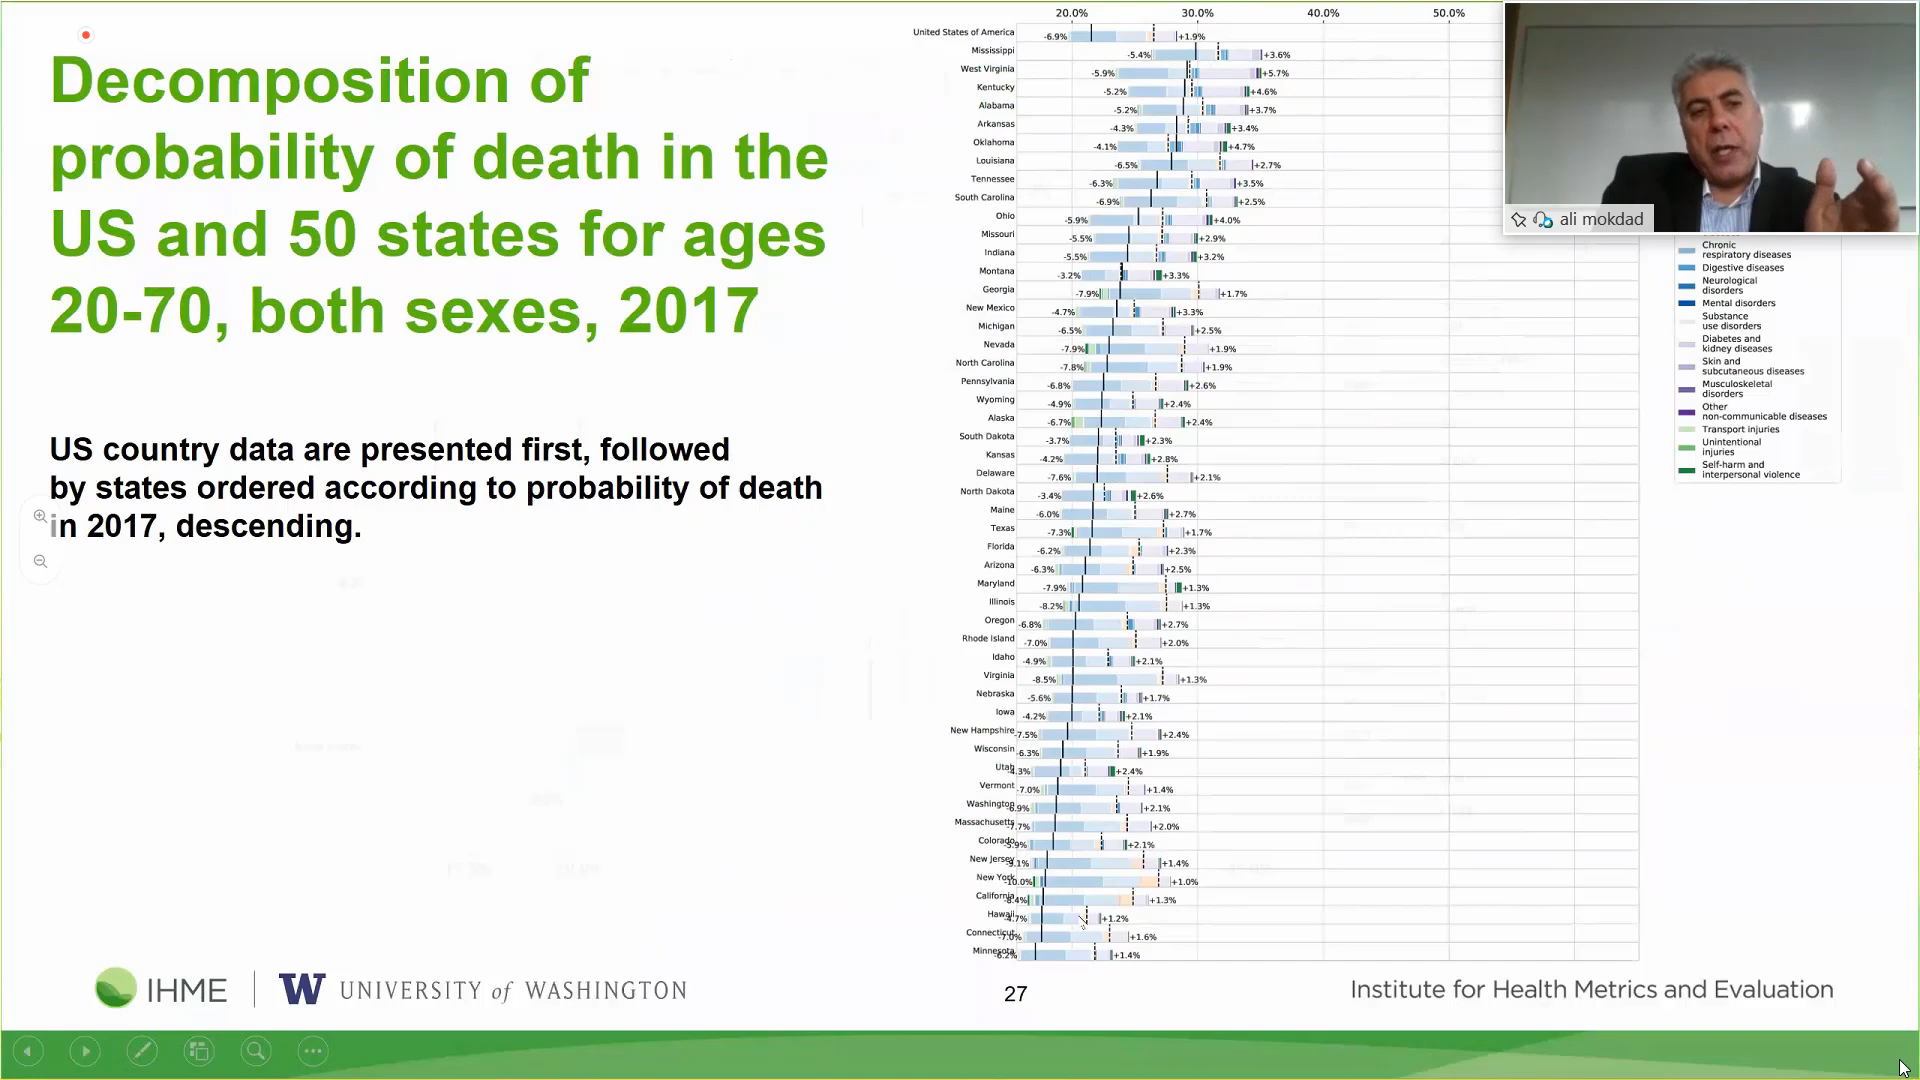 Decomposition of
probability of death in the
US and 50 states for ages
20-70, both sexes, 2017
US country data are presented first, followed
by states ordered according to probability of death
in 2017, descending.
20.0% 30.0% 40.0% 50.0%
United States of America -6.9% +1.9%
Mississippi -5.4% +3.6%
West Virginia -5.9% +5.7%
Kentucky -5.2% +4.6%
Alabama -5.2% +3.7%
Arkansas -4.3% +3.4%
Oklahoma -4.1% +4.7%
Louisiana -6.5% +2.7%
Tennessee -6.3% +3.5%
South Carolina -6.9% +2.5%
Ohio -5.9% +4.0%
Missouri -5.5% +2.9%
Indiana -5.5% +3.2%
Montana -3.2% +3.3%
Georgia -7.9% +1.7%
New Mexico -4.7% +3.3%
Michigan -6.5% +2.5%
Nevada -7.9% +1.9%
North Carolina -7.8% +1.9%
Pennsylvania -6.8% +2.6%
Wyoming -4.9% +2.4%
Alaska -6.7% +2.4%
South Dakota -3.7% +2.3%
Kansas -4.2% +2.8%
Delaware -7.6% +2.1%
North Dakota -3.4% +2.6%
Maine -6.0% +2.7%
Texas -7.3% +1.7%
Florida -6.2% +2.3%
Arizona -6.3% +2.5%
Maryland -7.9% +1.3%
Illinois -8.2% +1.3%
Oregon -6.8% +2.7%
Rhode Island -7.0% +2.0%
Idaho -4.9% +2.1%
Virginia -8.5% +1.3%
Nebraska -5.6% +1.7%
Iowa -4.2% +2.1%
New Hampshire -7.5% +2.4%
Wisconsin -6.3% +1.9%
Utah -4.3% +2.4%
Vermont -7.0% +1.4%
Washington -6.9% +2.1%
Massachusetts -7.7% +2.0%
Colorado -5.9% +2.1%
New Jersey -9.1% +1.4%
New York -10.0% +1.0%
California -8.4% +1.3%
Hawaii -4.7% +1.2%
Connecticut -7.0% +1.6%
Minnesota -6.2% +1.4%
ali mokdad
Chronic
respiratory diseases
Digestive diseases
Neurological
disorders
Mental disorders
Substance
use disorders
Diabetes and
kidney diseases
Skin and
subcutaneous diseases
Musculoskeletal
disorders
Other
non-communicable diseases
Transport injuries
Unintentional
injuries
Self-harm and
interpersonal violence
IHME
W UNIVERSITY of WASHINGTON
27
Institute for Health Metrics and Evaluation